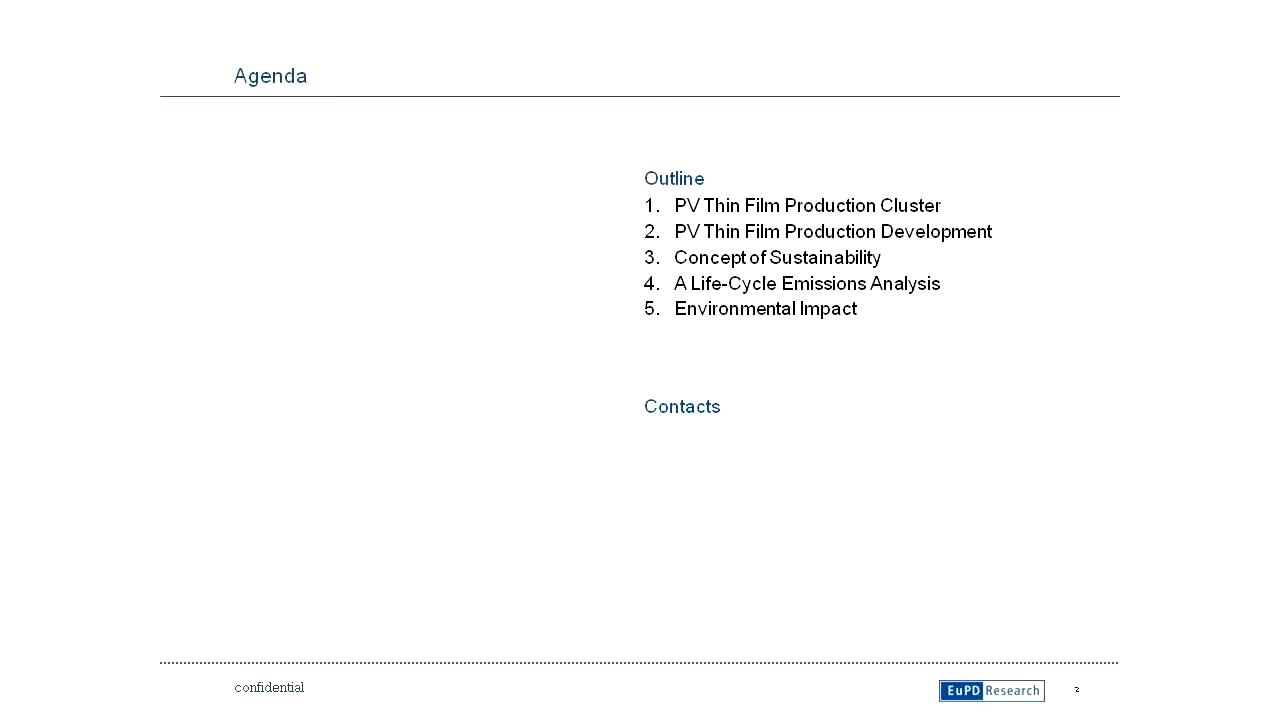 Agenda
Outline
1. PV Thin Film Production Cluster
2. PV Thin Film Production Development
3. Concept of Sustainability
4. A Life-Cycle Emissions Analysis
5. Environmental Impact
Contacts
confidential
EuPD Research
2